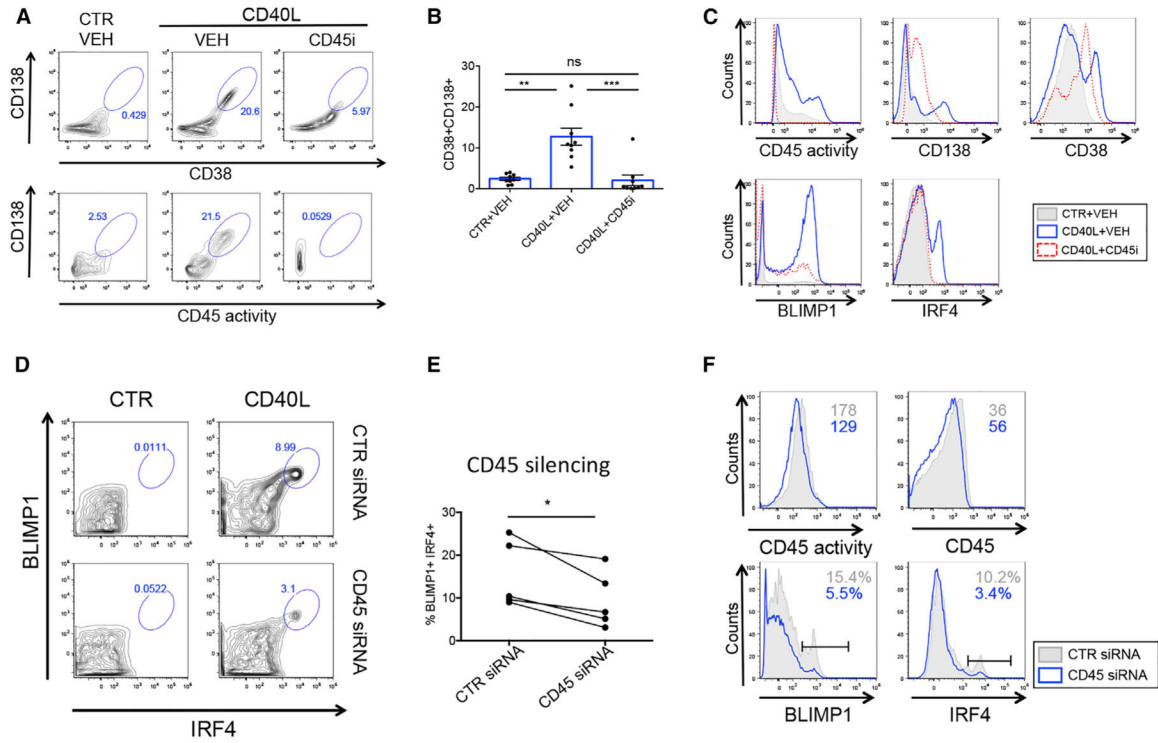 A
CTR
VEH
CD40L
VEH
CD45i
CD138
0.429
20.6
5.97
CD38
CD138
2.53
21.5
0.0529
CD45 activity
B
ns
** ***
CD38+CD138+
30
20
10
0
CTR+VEH
CD40L+VEH
CD40L+CD45i
C
Counts
CD45 activity
CD138
CD38
Counts
BLIMP1
IRF4
CTR+VEH
CD40L+VEH
CD40L+CD45i
D
CTR
CD40L
0.0111
8.99
CTR siRNA
BLIMP1
0.0522
3.1
CD45 siRNA
IRF4
E
CD45 silencing
*
% BLIMP1+ IRF4+
30
20
10
0
CTR siRNA
CD45 siRNA
F
Counts
178
129
36
56
CD45 activity
CD45
Counts
15.4%
5.5%
10.2%
3.4%
BLIMP1
IRF4
CTR siRNA
CD45 siRNA